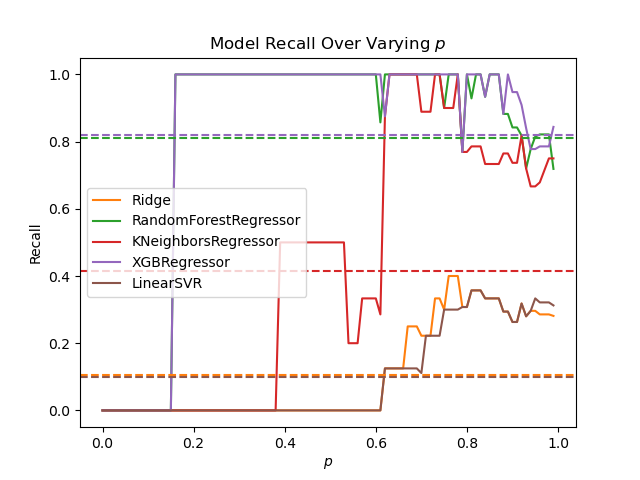 Model Recall Over Varying p
1.0
0.8
0.6
0.4
0.2
0.0
Recall
Ridge
RandomForestRegressor
KNeighborsRegressor
XGBRegressor
LinearSVR
0.0 0.2 0.4 0.6 0.8 1.0
p